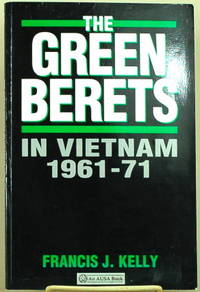 THE
GREEN
BERETS
IN VIETNAM
1961-71
FRANCIS J. KELLY
An AUSA Book